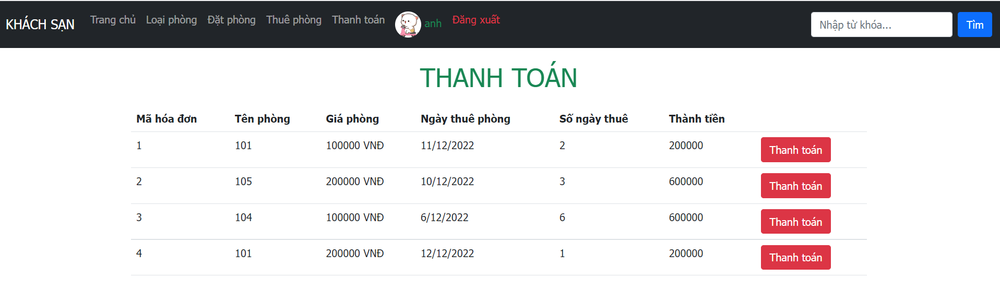 KHÁCH SẠN Trang chủ Loại phòng Đặt phòng Thuê phòng Thanh toán anh Đăng xuất Nhập từ khóa... Tìm
THANH TOÁN
Mã hóa đơn Tên phòng Giá phòng Ngày thuê phòng Số ngày thuê Thành tiền
1 101 100000 VNĐ 11/12/2022 2 200000 Thanh toán
2 105 200000 VNĐ 10/12/2022 3 600000 Thanh toán
3 104 100000 VNĐ 6/12/2022 6 600000 Thanh toán
4 101 200000 VNĐ 12/12/2022 1 200000 Thanh toán